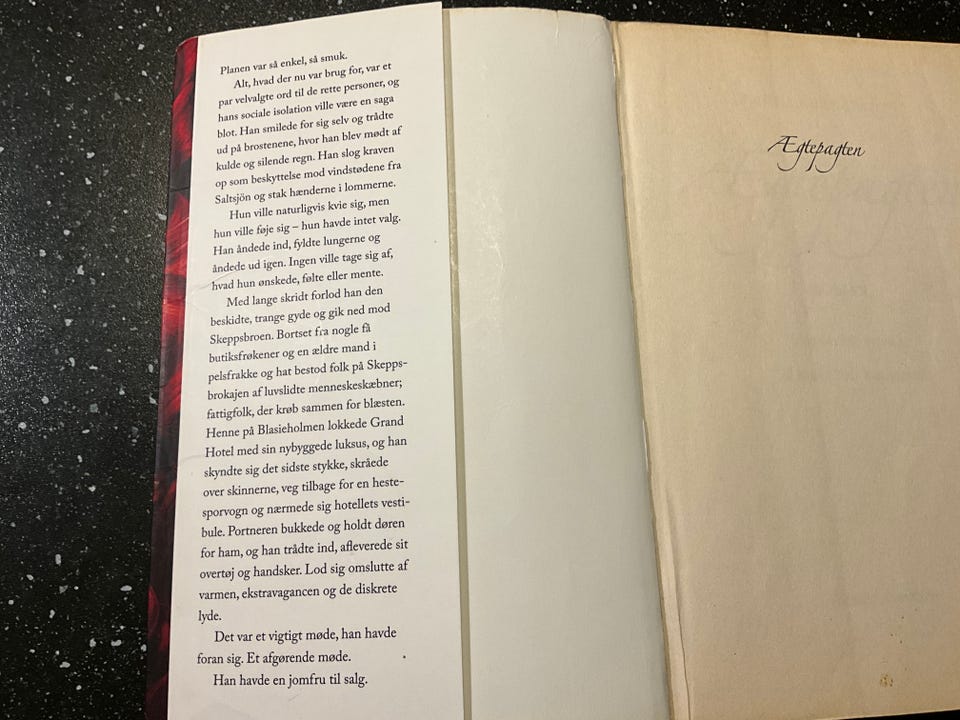 Planen var så enkel, så smuk.
Alt, hvad der nu var brug for, var et
par velvalgte ord til de rette personer, og
hans sociale isolation ville være en saga
blot. Han smilede for sig selv og trådte
ud på brostenene, hvor han blev mødt af
kulde og silende regn. Han slog kraven
op som beskyttelse mod vindstødene fra
Saltsjön og stak hænderne i lommerne.
Hun ville naturligvis kvie sig, men
hun ville føje sig – hun havde intet valg.
Han åndede ind, fyldte lungerne og
åndede ud igen. Ingen ville tage sig af,
hvad hun ønskede, følte eller mente.
Med lange skridt forlod han den
beskidte, trange gyde og gik ned mod
Skeppsbroen. Bortset fra nogle få
butiksfrøkener og en ældre mand i
pelsfrakke og hat bestod folk på Skepps-
brokajen af luvslidte menneskeskæbner;
fattigfolk, der krøb sammen for blæsten.
Henne på Blasieholmen lokkede Grand
Hotel med sin nybyggede luksus, og han
skyndte sig det sidste stykke, skråede
over skinnerne, veg tilbage for en heste-
sporvogn og nærmede sig hotellets vesti-
bule. Portneren bukkede og holdt døren
for ham, og han trådte ind, afleverede sit
overtøj og handsker. Lod sig omslutte af
varmen, ekstravagancen og de diskrete
lyde.
Det var et vigtigt møde, han havde
foran sig. Et afgørende møde.
Han havde en jomfru til salg.
Ægtepagten